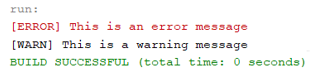 run:
[ERROR] This is an error message
[WARN] This is a warning message
BUILD SUCCESSFUL (total time: 0 seconds)